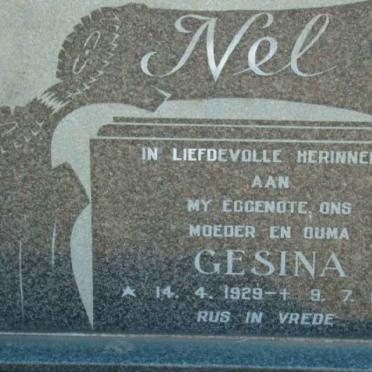 Nel
IN LIEFDEVOLLE HERINNE
AAN
MY EGGENOTE, ONS
MOEDER EN OUMA
GESINA
★ 14. 4. 1929-† 9. 7.
RUS IN VREDE